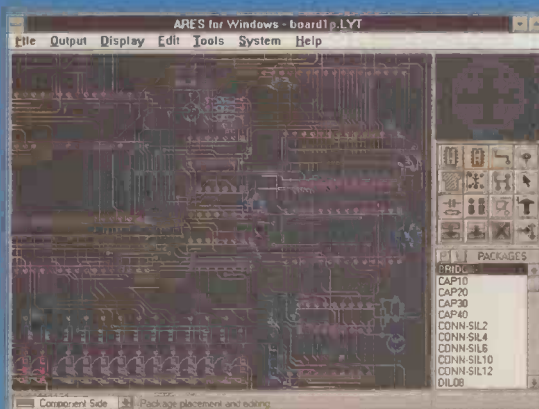 ARES for Windows - board1p.LYT
File Output Display Edit Tools System Help
PACKAGES
CAP10
CAP20
CAP30
CAP40
CONN-SIL2
CONN-SIL4
CONN-SIL6
CONN-SIL10
CONN-SIL12
DIL08
Component Side
Package placement and editing